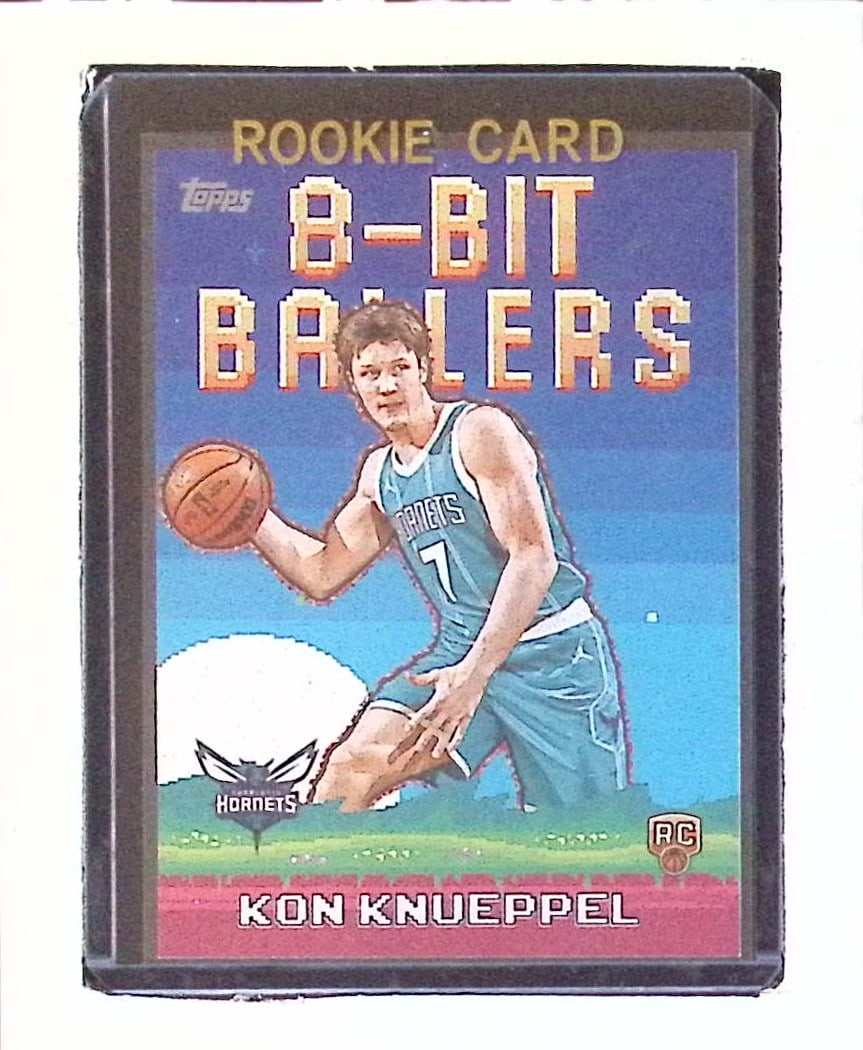 ROOKIE CARD
Topps
8-BIT
BALLERS
HORNETS
7
HORNETS
RC
KON KNUEPPEL